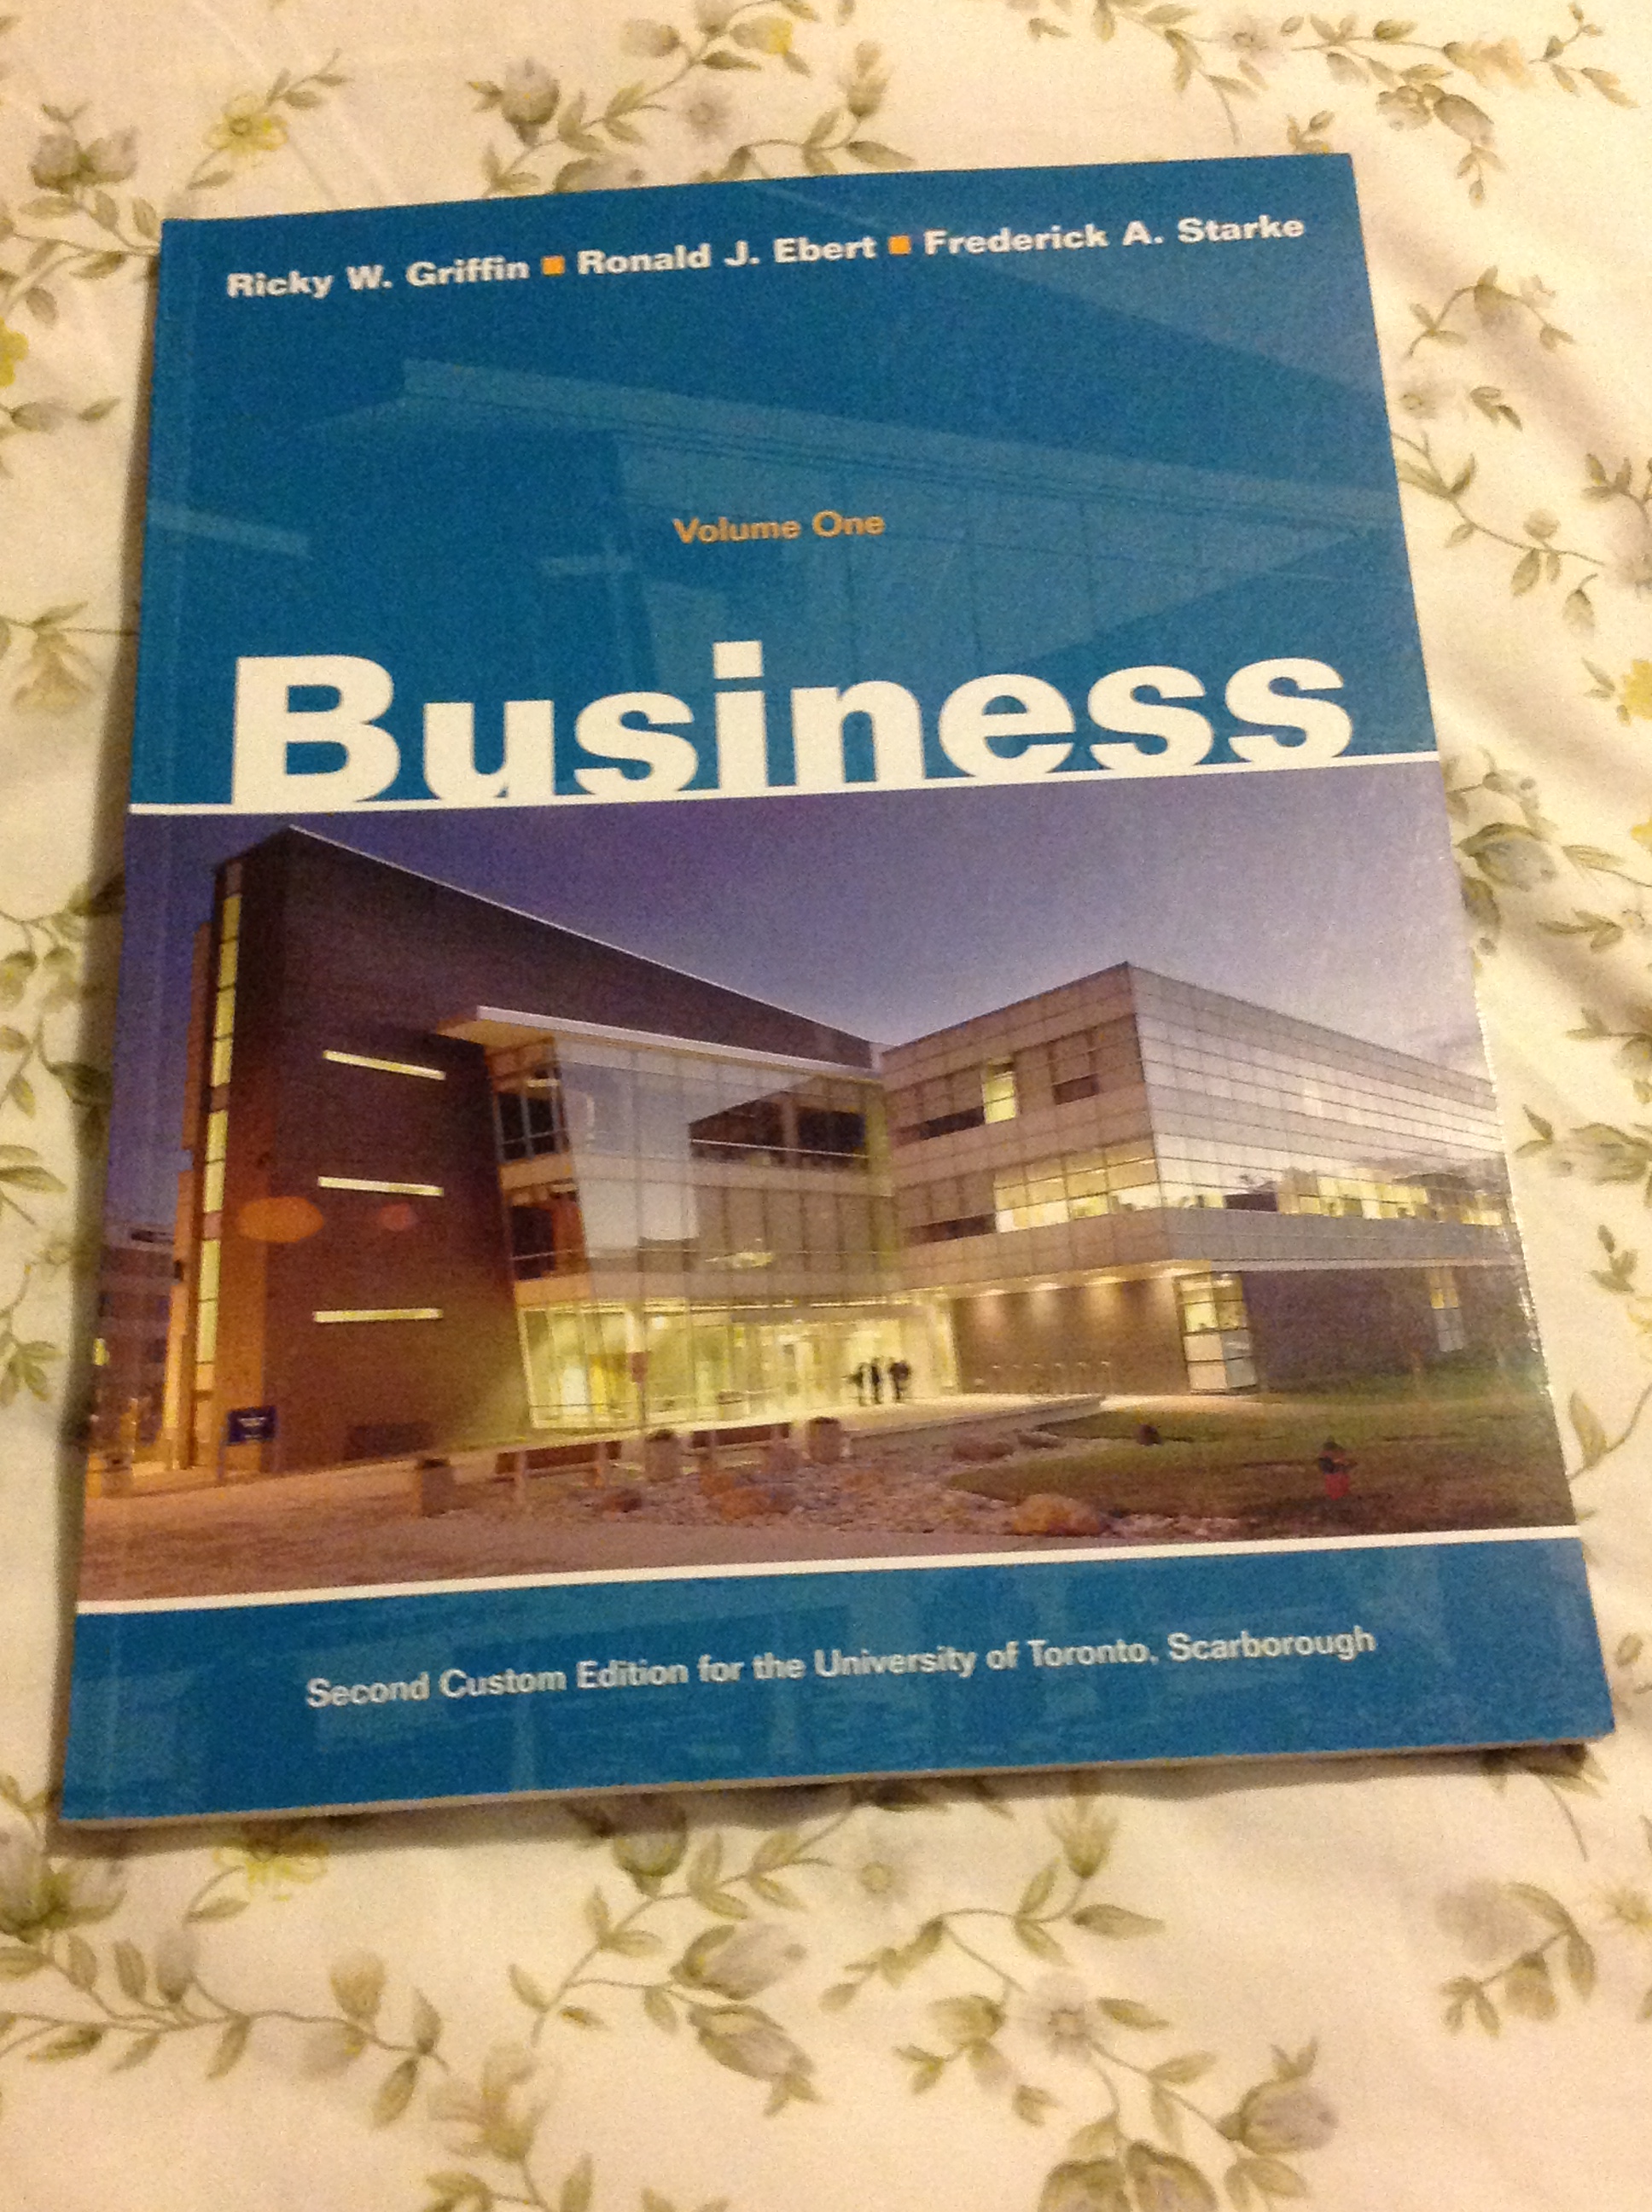 Ricky W. Griffin ■ Ronald J. Ebert ■ Frederick A. Starke
Volume One
Business
Second Custom Edition for the University of Toronto, Scarborough